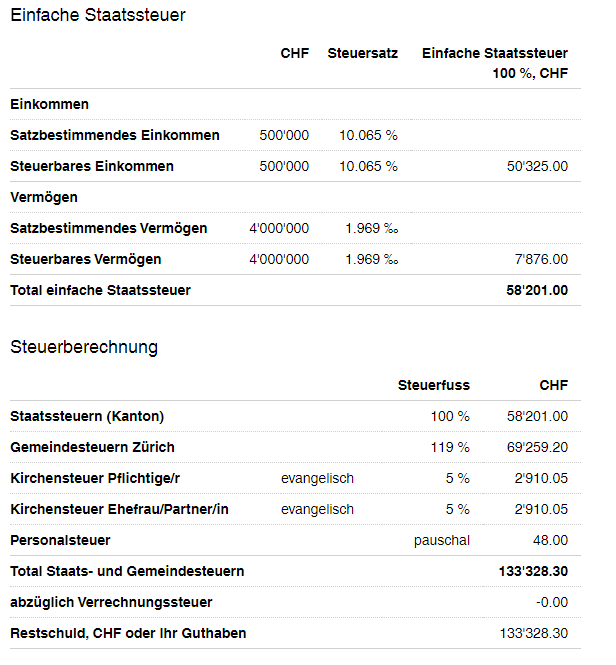 Einfache Staatssteuer
CHF Steuersatz Einfache Staatssteuer
100 %, CHF
Einkommen
Satzbestimmendes Einkommen 500'000 10.065 %
Steuerbares Einkommen 500'000 10.065 % 50'325.00
Vermögen
Satzbestimmendes Vermögen 4'000'000 1.969 ‰
Steuerbares Vermögen 4'000'000 1.969 ‰ 7'876.00
Total einfache Staatssteuer 58'201.00
Steuerberechnung
Steuerfuss CHF
Staatssteuern (Kanton) 100 % 58'201.00
Gemeindesteuern Zürich 119 % 69'259.20
Kirchensteuer Pflichtige/r evangelisch 5 % 2'910.05
Kirchensteuer Ehefrau/Partner/in evangelisch 5 % 2'910.05
Personalsteuer pauschal 48.00
Total Staats- und Gemeindesteuern 133'328.30
abzüglich Verrechnungssteuer -0.00
Restschuld, CHF oder Ihr Guthaben 133'328.30